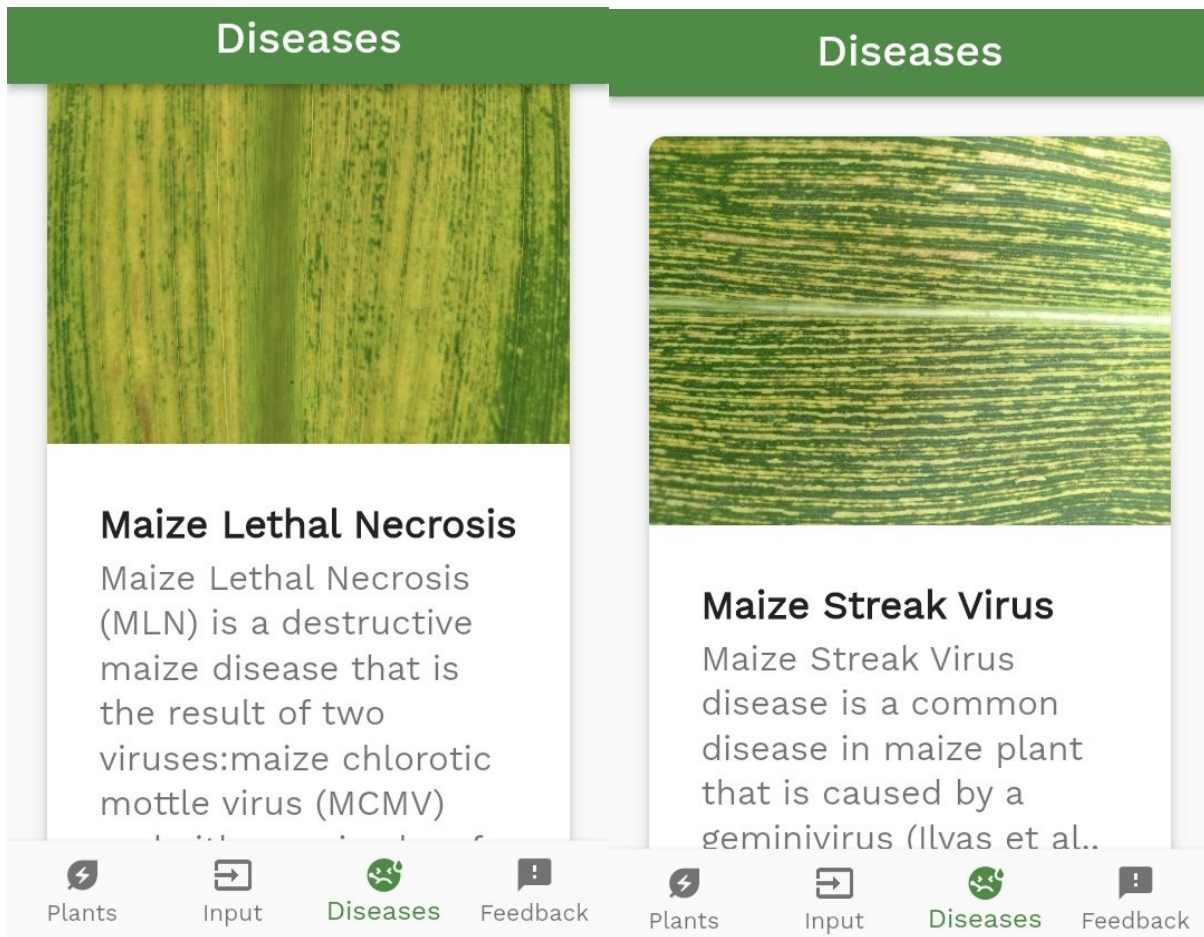 Diseases
Maize Lethal Necrosis
Maize Lethal Necrosis
(MLN) is a destructive
maize disease that is
the result of two
viruses:maize chlorotic
mottle virus (MCMV)
Plants
Input
Diseases
Feedback
Diseases
Maize Streak Virus
Maize Streak Virus
disease is a common
disease in maize plant
that is caused by a
geminivirus (Ilyas et al.,
Plants
Input
Diseases
Feedback